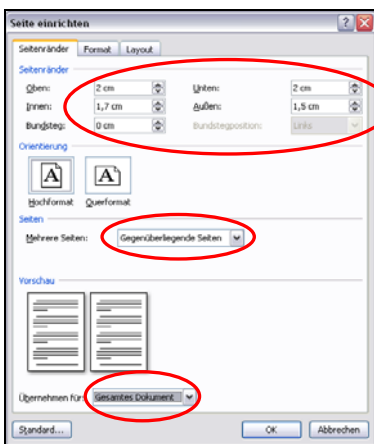 Seite einrichten
Seitenränder Format Layout
Seitenränder
Oben: 2 cm Unten: 2 cm
Innen: 1,7 cm Außen: 1,5 cm
Bundsteg: 0 cm Bundstegposition: Links
Orientierung
A A
Hochformat Querformat
Seiten
Mehrere Seiten: Gegenüberliegende Seiten
Vorschau
Übernehmen für: Gesamtes Dokument
Standard... OK Abbrechen